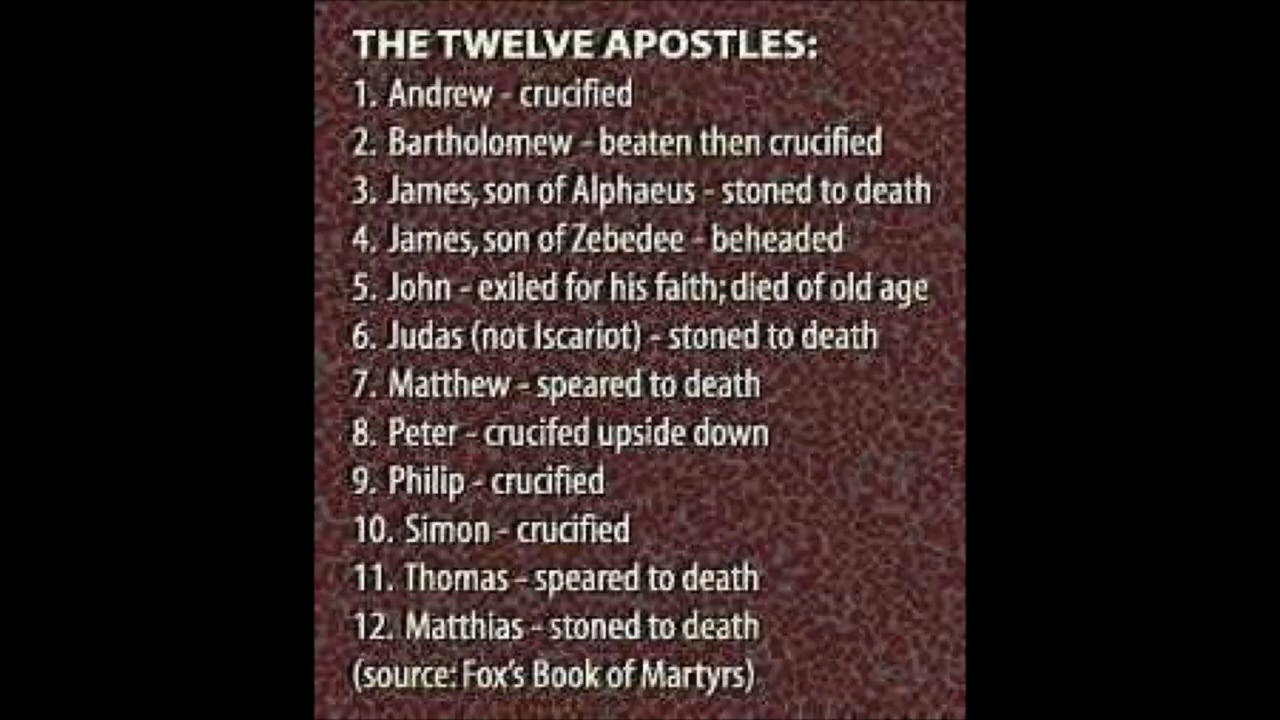 THE TWELVE APOSTLES:
1. Andrew - crucified
2. Bartholomew - beaten then crucified
3. James, son of Alphaeus - stoned to death
4. James, son of Zebedee - beheaded
5. John - exiled for his faith; died of old age
6. Judas (not Iscariot) - stoned to death
7. Matthew - speared to death
8. Peter - crucifed upside down
9. Philip - crucified
10. Simon - crucified
11. Thomas - speared to death
12. Matthias - stoned to death
(source: Fox's Book of Martyrs)